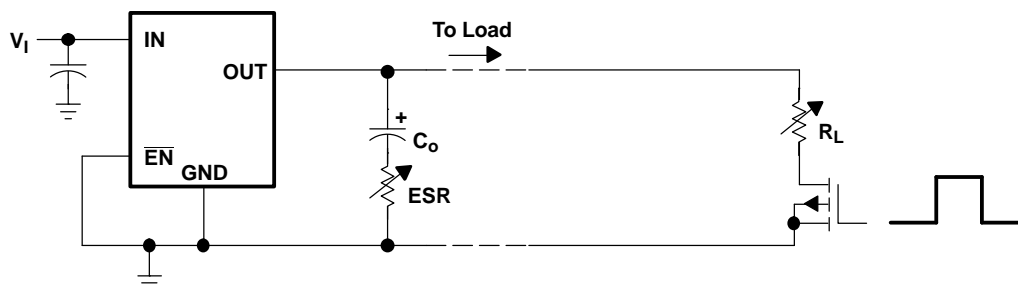 To Load
V_I
IN
OUT
+
C_o
R_L
EN
GND
ESR